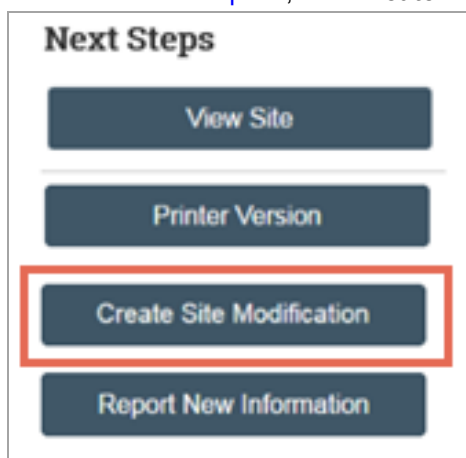 Next Steps
View Site
Printer Version
Create Site Modification
Report New Information